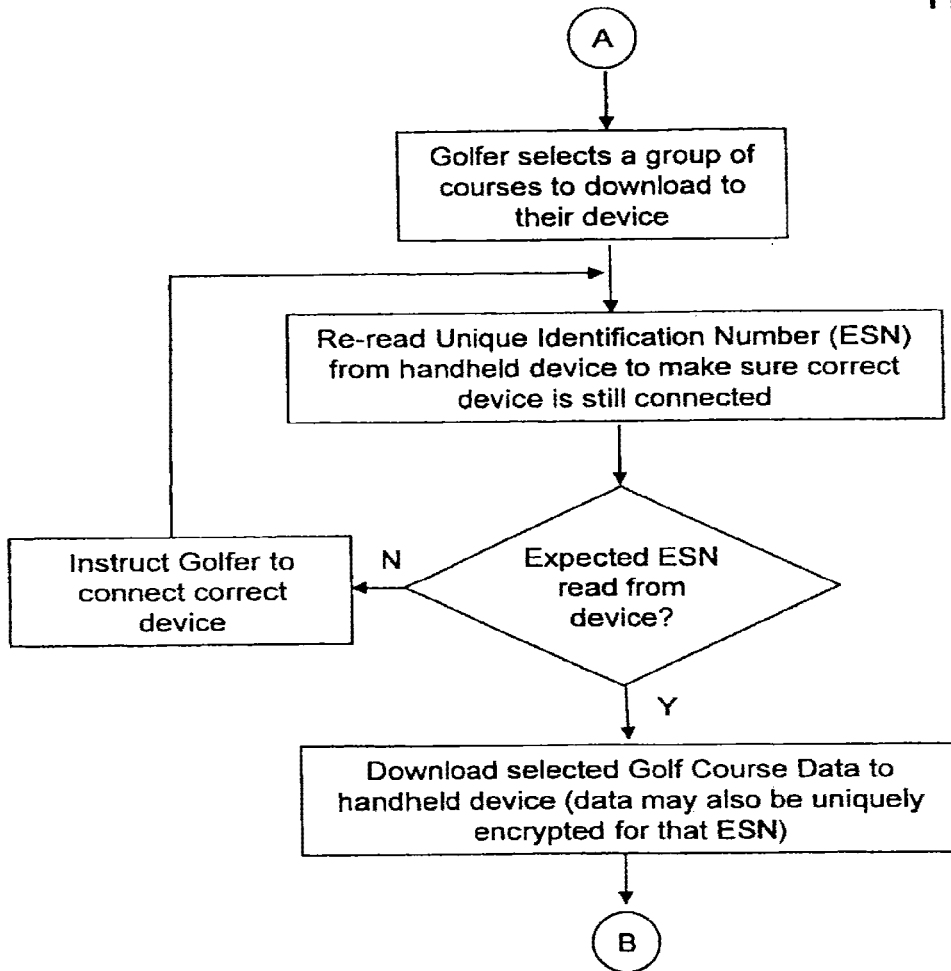 A
Golfer selects a group of
courses to download to
their device
Re-read Unique Identification Number (ESN)
from handheld device to make sure correct
device is still connected
Expected ESN
read from
device?
N
Instruct Golfer to
connect correct
device
Y
Download selected Golf Course Data to
handheld device (data may also be uniquely
encrypted for that ESN)
B